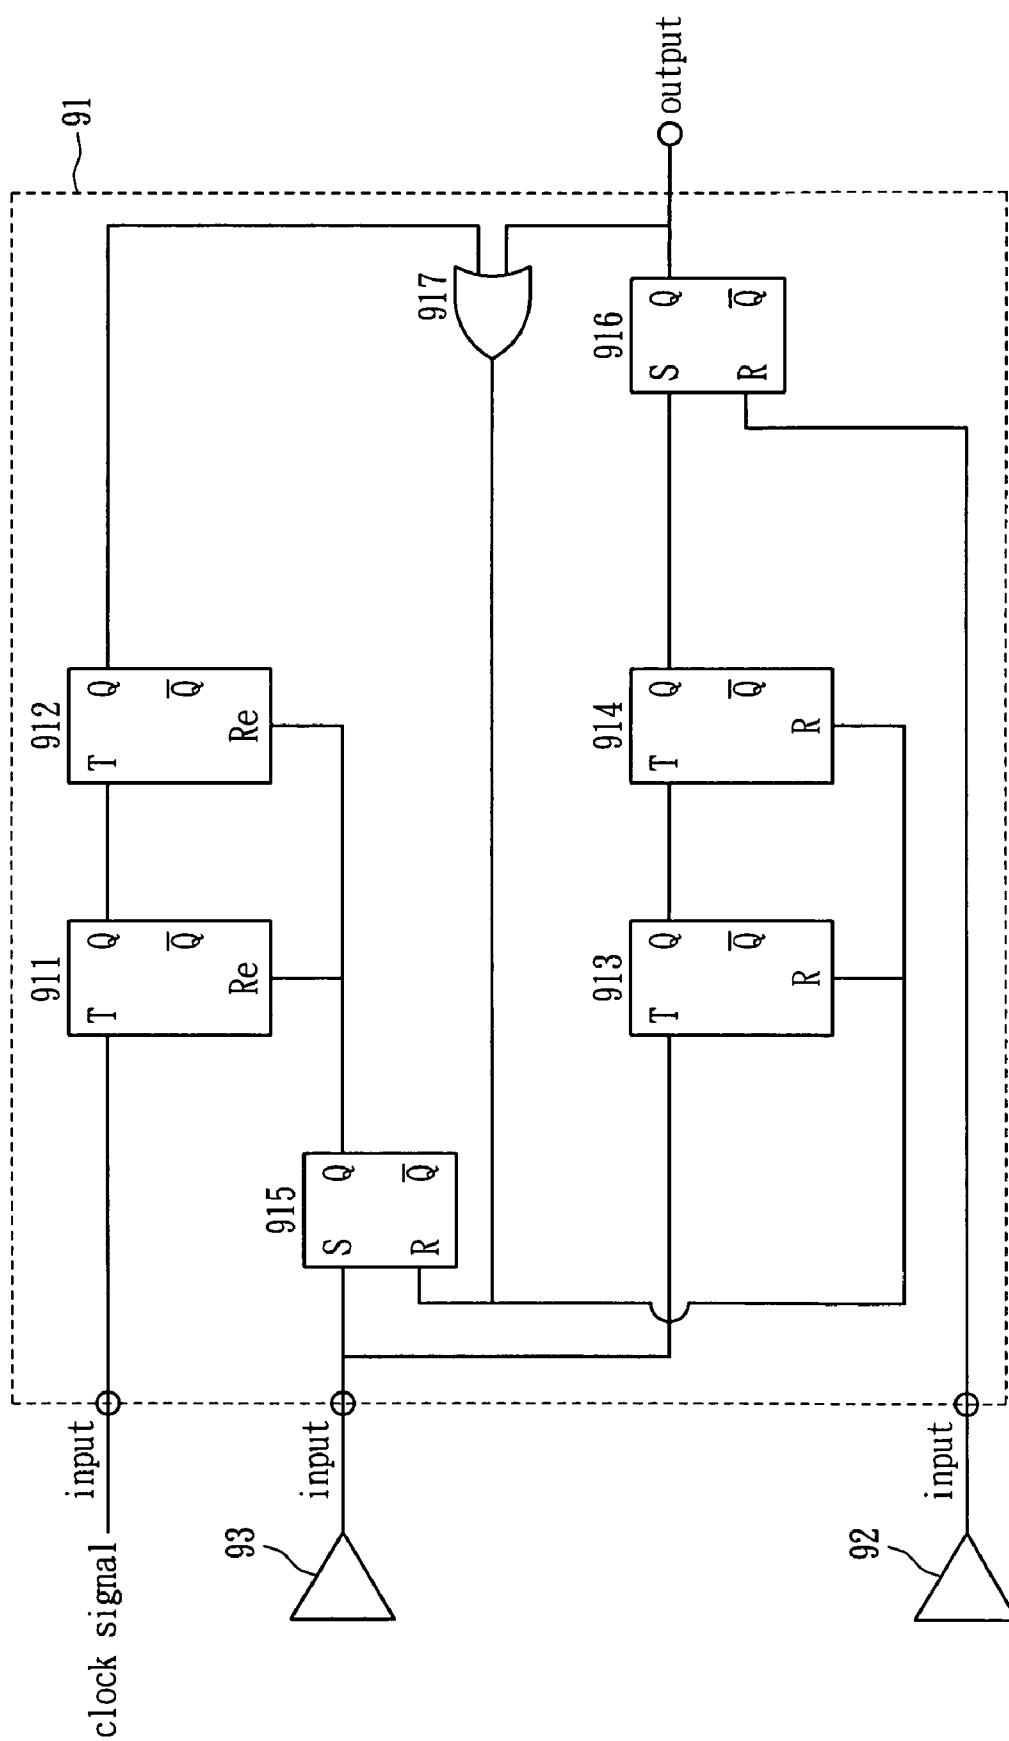 91
clock signal
input
911
T
Q
Q
Re
912
T
Q
Q
Re
93
input
915
S
Q
R
Q
917
913
T
Q
Q
R
914
T
Q
Q
R
916
S
Q
R
Q
output
92
input